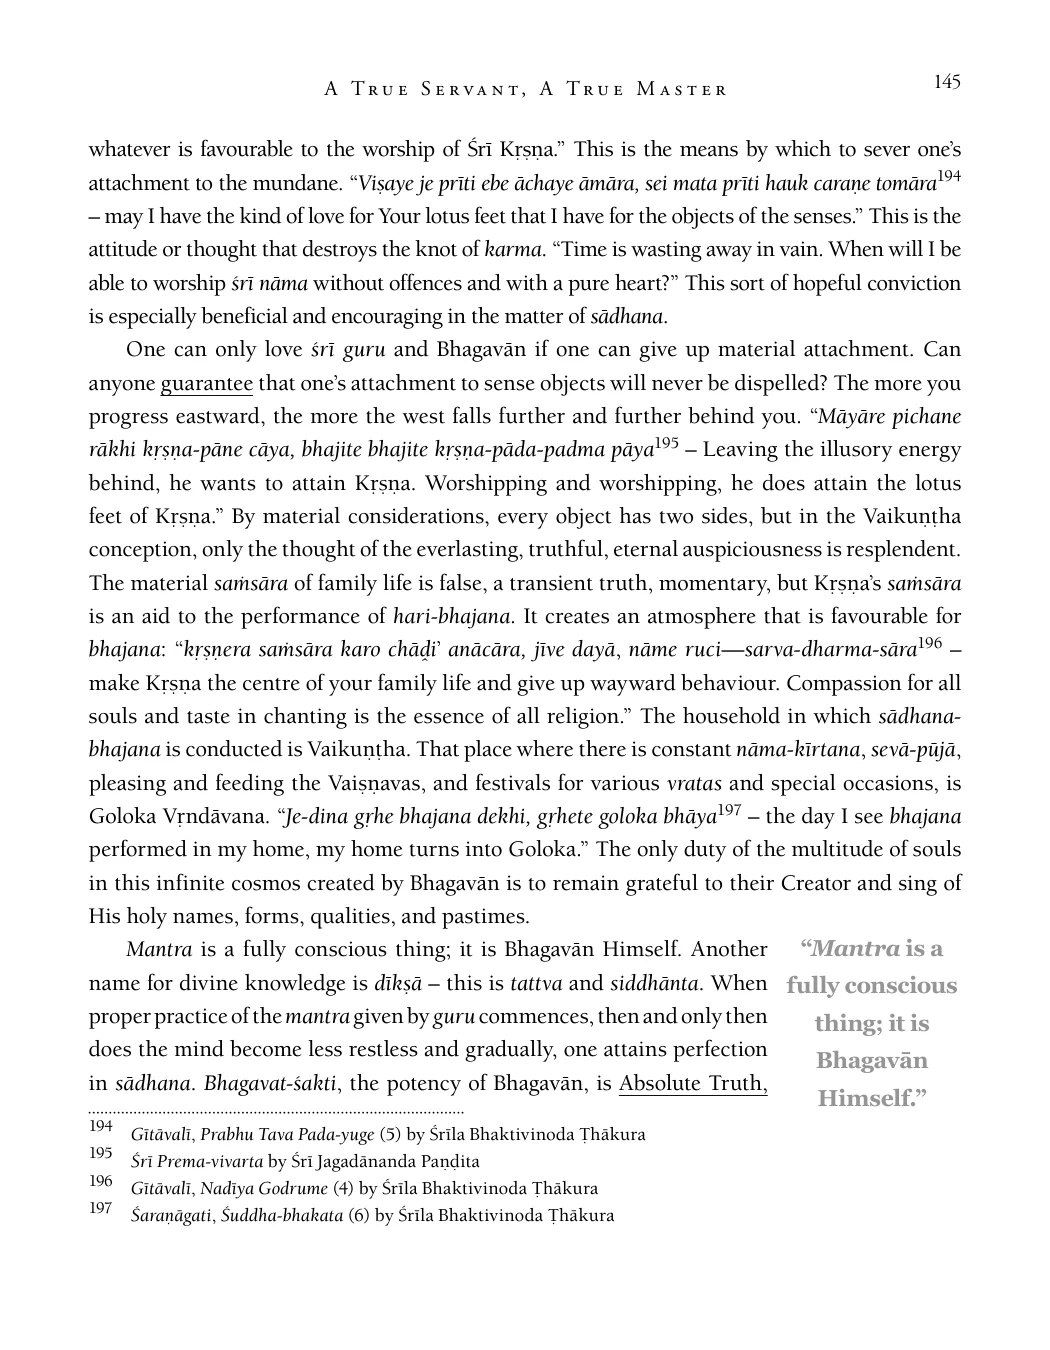 A True Servant, A True Master
145
whatever is favourable to the worship of Śrī Kṛṣṇa.” This is the means by which to sever one’s
attachment to the mundane. “Viṣaye je prīti ebe āchaye āmāra, sei mata prīti hauk caraṇe tomāra194
– may I have the kind of love for Your lotus feet that I have for the objects of the senses.” This is the
attitude or thought that destroys the knot of karma. “Time is wasting away in vain. When will I be
able to worship śrī nāma without offences and with a pure heart?” This sort of hopeful conviction
is especially beneficial and encouraging in the matter of sādhana.
One can only love śrī guru and Bhagavān if one can give up material attachment. Can
anyone guarantee that one’s attachment to sense objects will never be dispelled? The more you
progress eastward, the more the west falls further and further behind you. “Māyāre pichane
rākhi kṛṣṇa-pāne cāya, bhajite bhajite kṛṣṇa-pāda-padma pāya195 – Leaving the illusory energy
behind, he wants to attain Kṛṣṇa. Worshipping and worshipping, he does attain the lotus
feet of Kṛṣṇa.” By material considerations, every object has two sides, but in the Vaikuṇṭha
conception, only the thought of the everlasting, truthful, eternal auspiciousness is resplendent.
The material saṁsāra of family life is false, a transient truth, momentary, but Kṛṣṇa’s saṁsāra
is an aid to the performance of hari-bhajana. It creates an atmosphere that is favourable for
bhajana: “kṛṣṇera saṁsāra karo chāḍ̮i’ anācāra, jīve dayā, nāme ruci—sarva-dharma-sāra196 –
make Kṛṣṇa the centre of your family life and give up wayward behaviour. Compassion for all
souls and taste in chanting is the essence of all religion.” The household in which sādhana-
bhajana is conducted is Vaikuṇṭha. That place where there is constant nāma-kīrtana, sevā-pūjā,
pleasing and feeding the Vaiṣṇavas, and festivals for various vratas and special occasions, is
Goloka Vṛndāvana. “Je-dina gṛhe bhajana dekhi, gṛhete goloka bhāya197 – the day I see bhajana
performed in my home, my home turns into Goloka.” The only duty of the multitude of souls
in this infinite cosmos created by Bhagavān is to remain grateful to their Creator and sing of
His holy names, forms, qualities, and pastimes.
Mantra is a fully conscious thing; it is Bhagavān Himself. Another
name for divine knowledge is dīkṣā – this is tattva and siddhānta. When
proper practice of the mantra given by guru commences, then and only then
does the mind become less restless and gradually, one attains perfection
in sādhana. Bhagavat-śakti, the potency of Bhagavān, is Absolute Truth,
“Mantra is a
fully conscious
thing; it is
Bhagavān
Himself.”
194 Gītāvalī, Prabhu Tava Pada-yuge (5) by Śrīla Bhaktivinoda Ṭhākura
195 Śrī Prema-vivarta by Śrī Jagadānanda Paṇḍita
196 Gītāvalī, Nadīya Godrume (4) by Śrīla Bhaktivinoda Ṭhākura
197 Śaraṇāgati, Śuddha-bhakata (6) by Śrīla Bhaktivinoda Ṭhākura